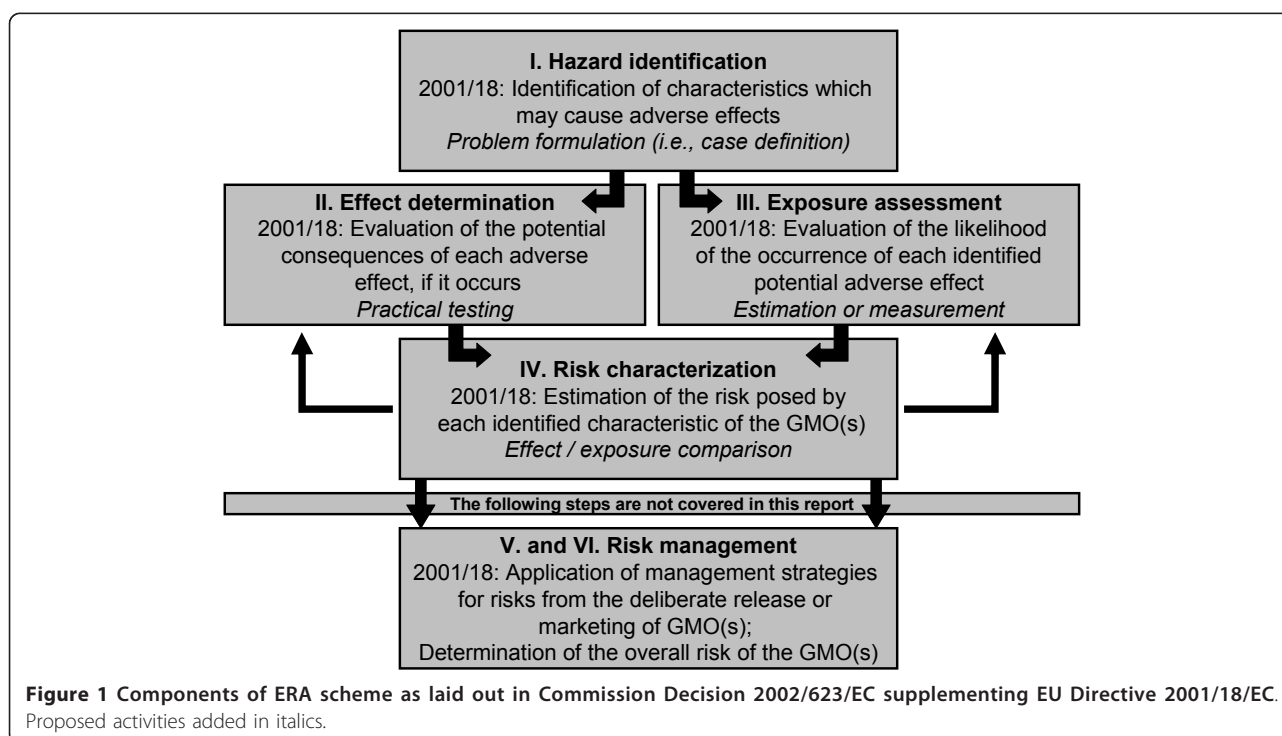 I. Hazard identification
2001/18: Identification of characteristics which
may cause adverse effects
Problem formulation (i.e., case definition)
II. Effect determination
2001/18: Evaluation of the potential
consequences of each adverse
effect, if it occurs
Practical testing
III. Exposure assessment
2001/18: Evaluation of the likelihood
of the occurrence of each identified
potential adverse effect
Estimation or measurement
IV. Risk characterization
2001/18: Estimation of the risk posed by
each identified characteristic of the GMO(s)
Effect / exposure comparison
The following steps are not covered in this report
V. and VI. Risk management
2001/18: Application of management strategies
for risks from the deliberate release or
marketing of GMO(s);
Determination of the overall risk of the GMO(s)
Figure 1 Components of ERA scheme as laid out in Commission Decision 2002/623/EC supplementing EU Directive 2001/18/EC.
Proposed activities added in italics.